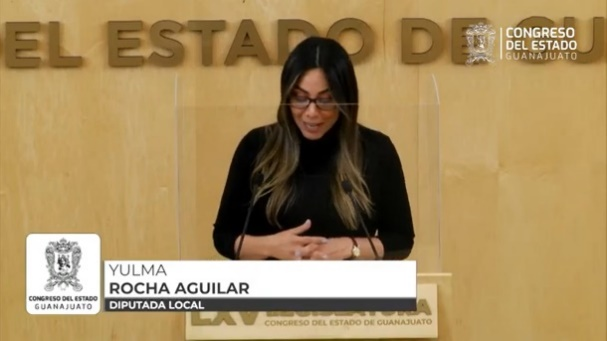 EL ESTADO DE GU
CONGRESO
DEL ESTADO
GUANAJUATO
YULMA
ROCHA AGUILAR
DIPUTADA LOCAL
CONGRESO DEL ESTADO
GUANAJUATO
LXV LEGISLATURA
CONGRESO DEL ESTADO DE GUANAJUATO